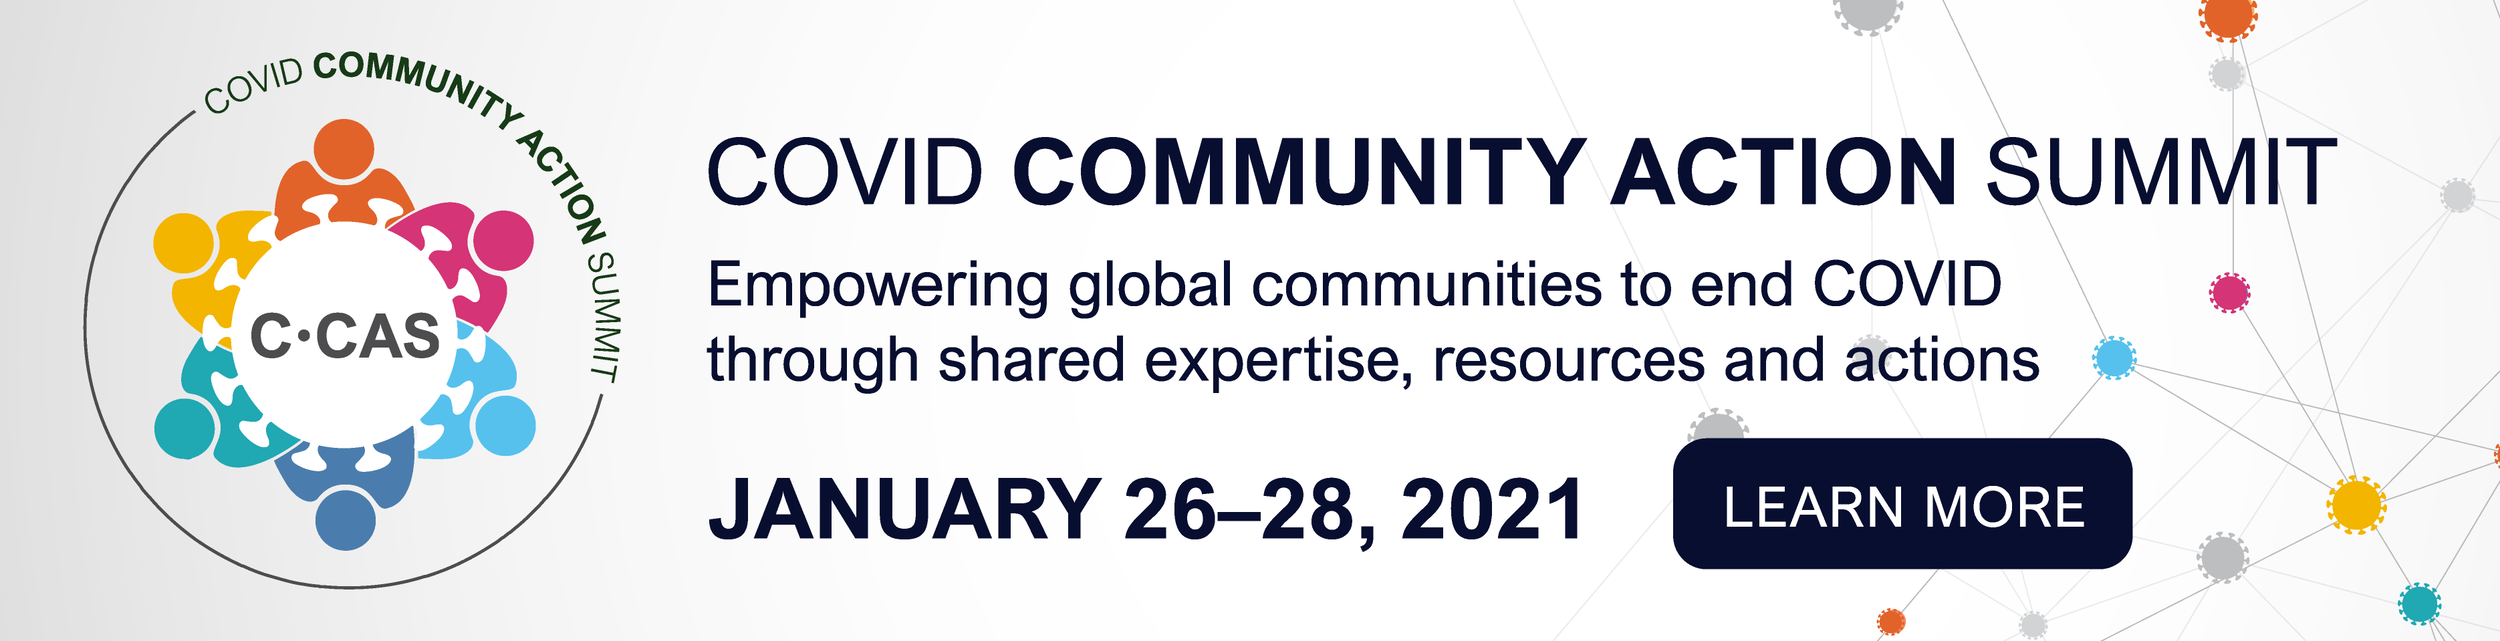 COVID COMMUNITY ACTION SUMMIT
C•CAS
COVID COMMUNITY ACTION SUMMIT
Empowering global communities to end COVID
through shared expertise, resources and actions
JANUARY 26–28, 2021
LEARN MORE